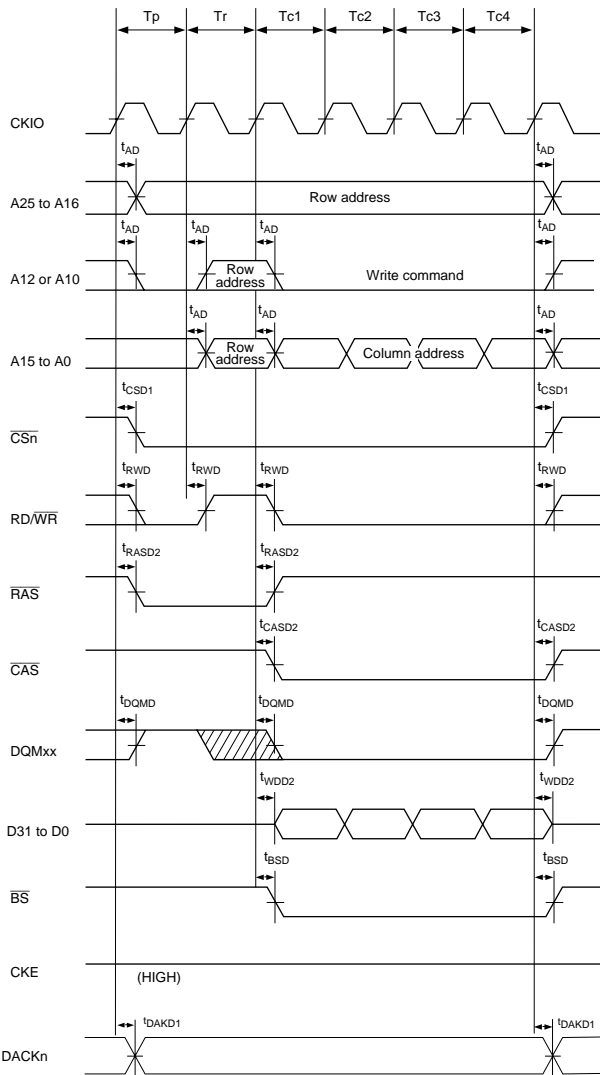 Tp Tr Tc1 Tc2 Tc3 Tc4
CKIO
tAD tAD
A25 to A16 Row address
tAD tAD tAD tAD
A12 or A10 Row address Write command
tAD tAD tAD
A15 to A0 Row address Column address
tCSD1 tCSD1
CSn
tRWD tRWD tRWD tRWD
RD/WR
tRASD2 tRASD2
RAS
tCASD2 tCASD2
CAS
tDQMD tDQMD tDQMD
DQMxx
tWDD2 tWDD2
D31 to D0
tBSD tBSD
BS
CKE (HIGH)
tDAKD1 tDAKD1
DACKn